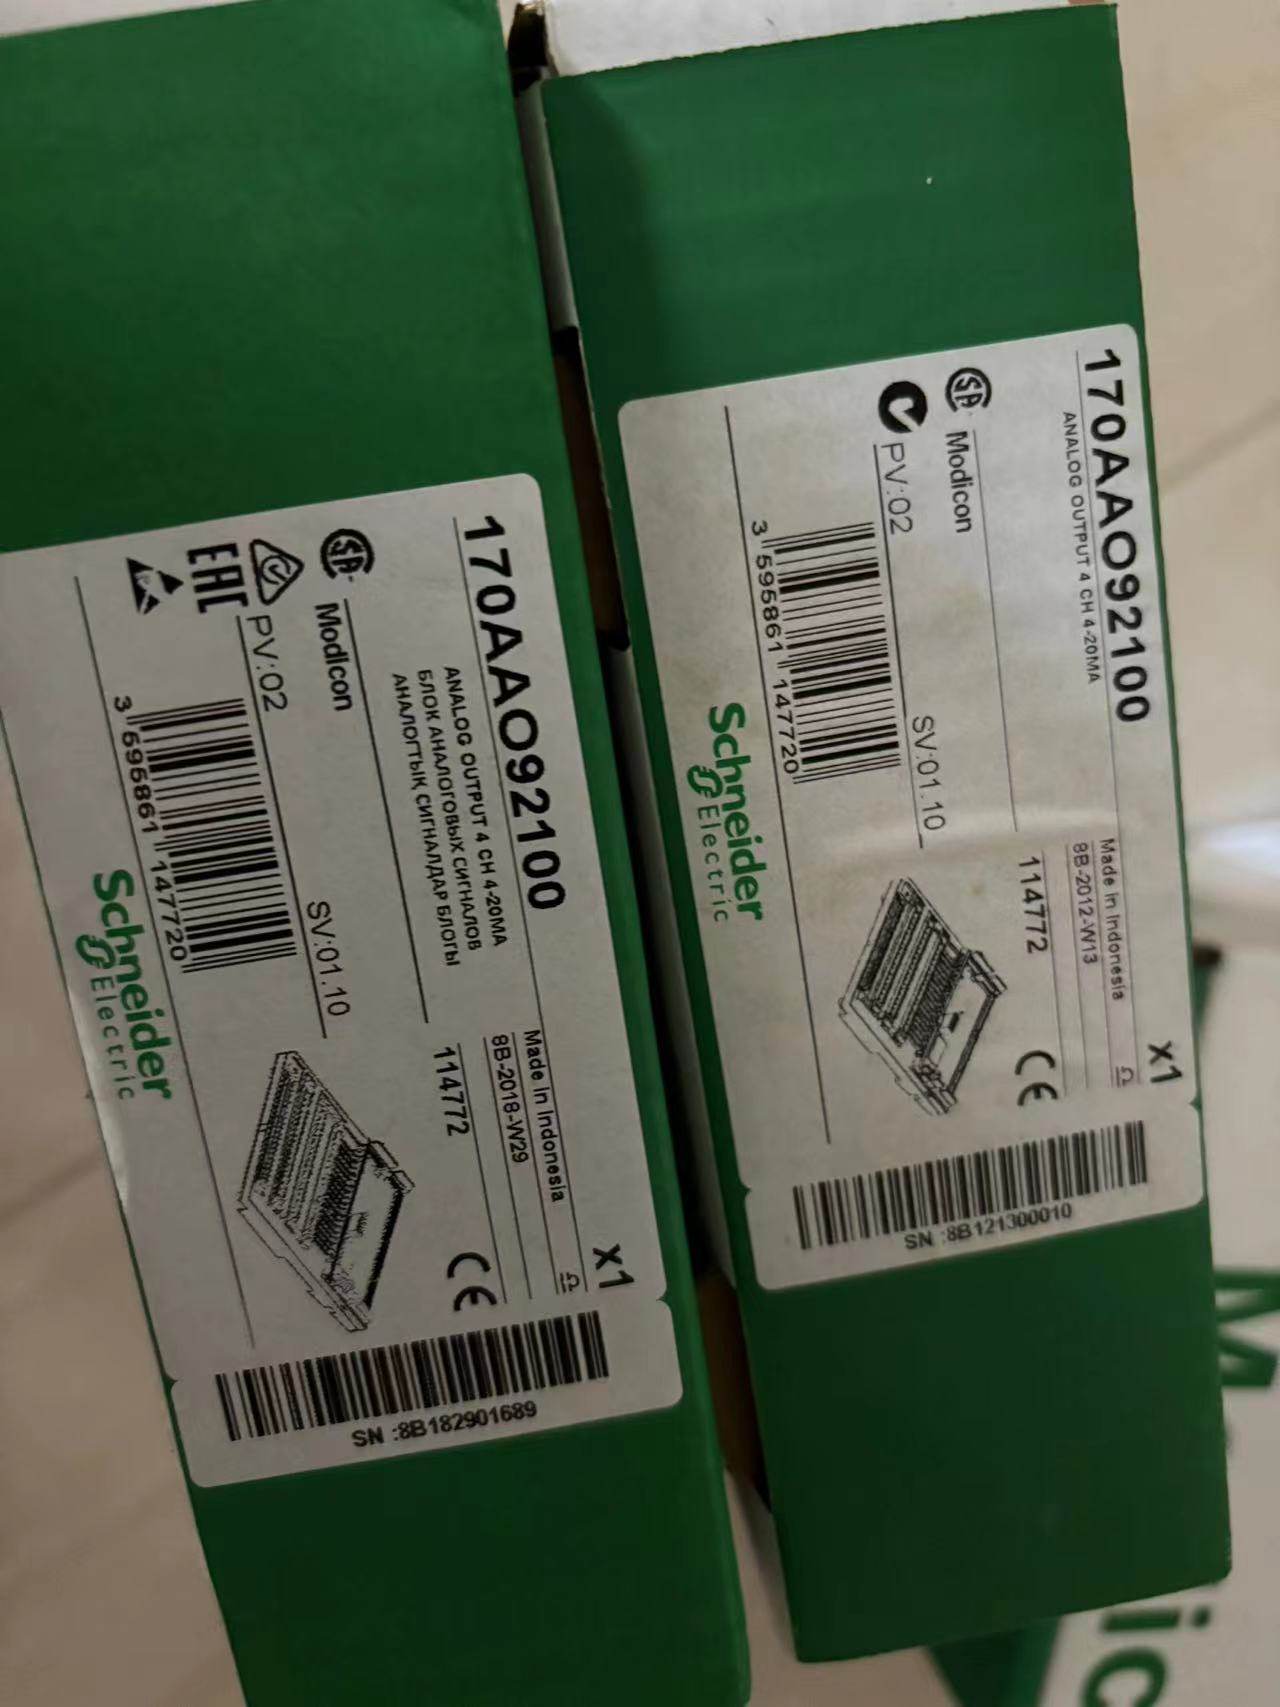 170AAO92100
ANALOG OUTPUT 4 CH 4-20MA
БЛОК АНАЛОГОВЫХ СИГНАЛОВ
АНАЛОГТЫҚ СИГНАЛДАР БЛОГЫ
Modicon
PV:02
SV:01.10
EAC
3 595861 147720
Schneider
Electric
x1
Made in Indonesia
8B-2018-W29
114772
CE
SN :8B182901689
170AAO92100
ANALOG OUTPUT 4 CH 4-20MA
Modicon
PV:02
SV:01.10
3 595861 147720
Schneider
Electric
x1
Made in Indonesia
8B-2012-W13
114772
CE
SN :8B121300010
M
ic